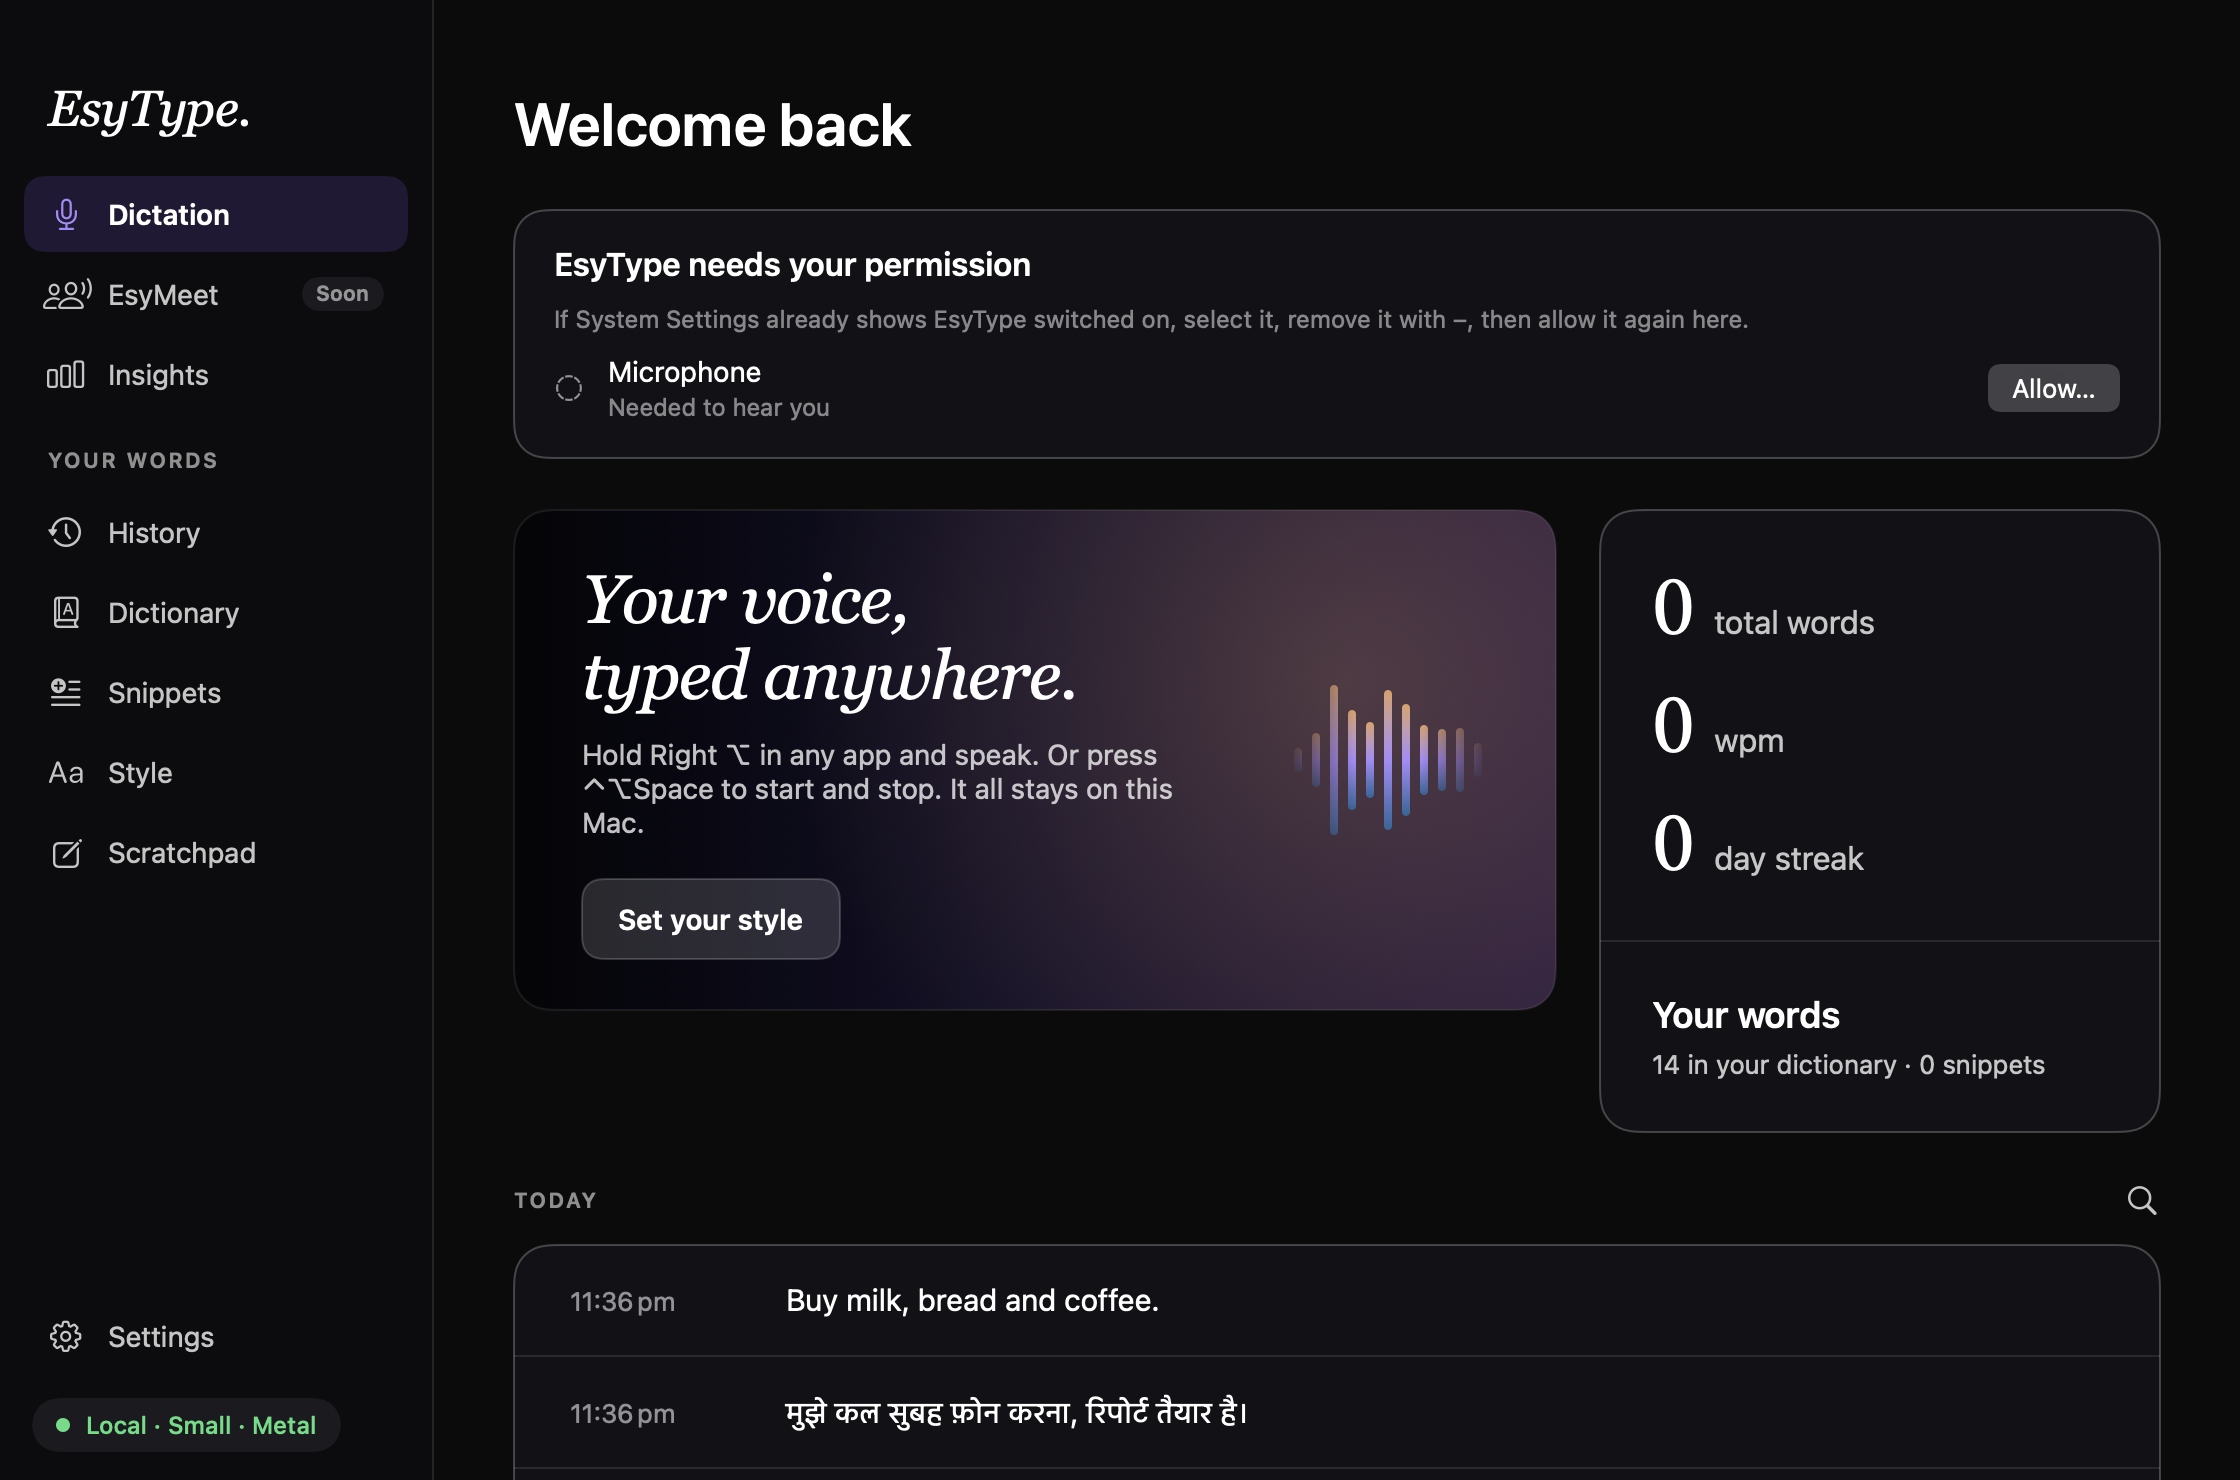 EsyType.
Dictation
EsyMeet Soon
Insights
YOUR WORDS
History
Dictionary
Snippets
Aa Style
Scratchpad
Settings
Local · Small · Metal
Welcome back
EsyType needs your permission
If System Settings already shows EsyType switched on, select it, remove it with –, then allow it again here.
Microphone
Needed to hear you
Allow...
Your voice,
typed anywhere.
Hold Right ⌥ in any app and speak. Or press
^⌥Space to start and stop. It all stays on this
Mac.
Set your style
0 total words
0 wpm
0 day streak
Your words
14 in your dictionary · 0 snippets
TODAY
11:36 pm Buy milk, bread and coffee.
11:36 pm मुझे कल सुबह फ़ोन करना, रिपोर्ट तैयार है।